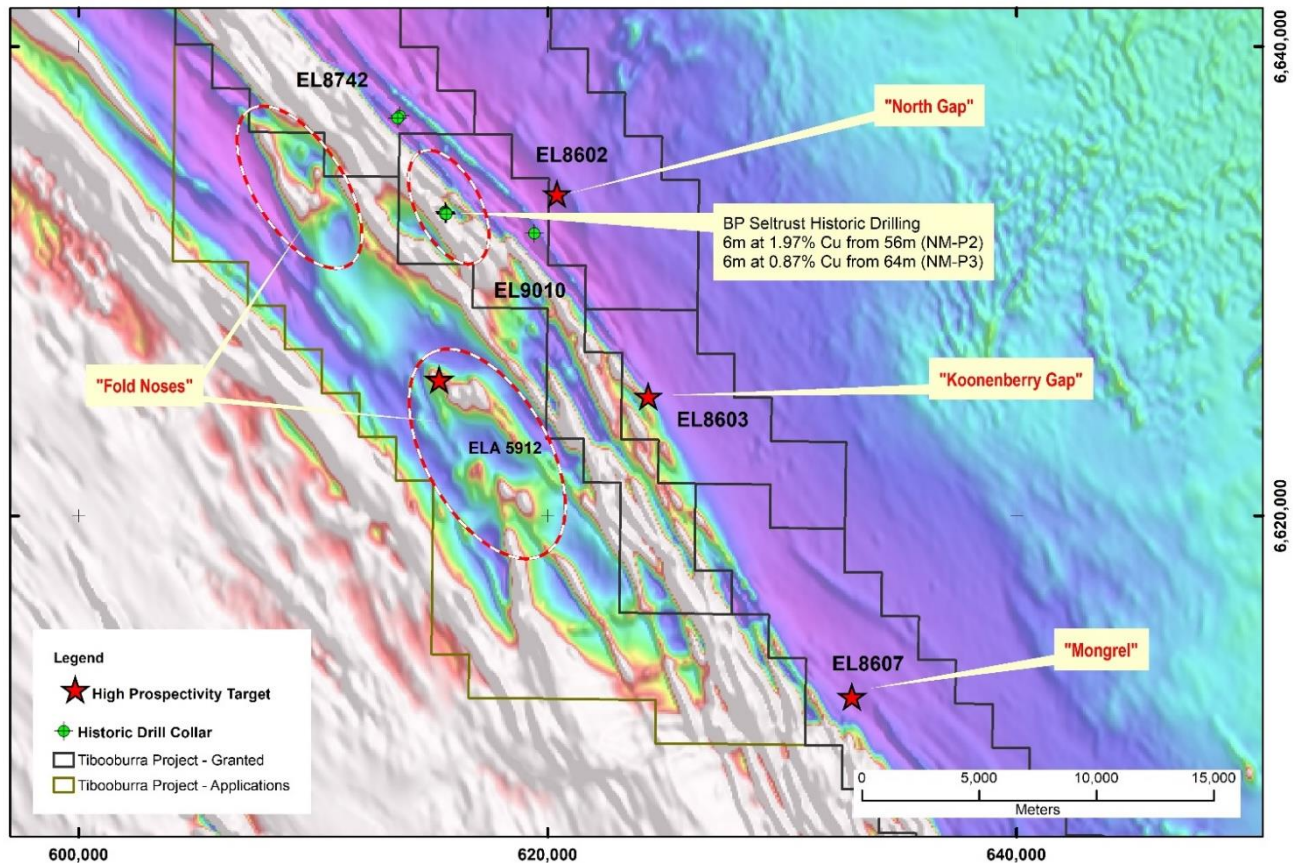 EL8742
"North Gap"
EL8602
BP Seltrust Historic Drilling
6m at 1.97% Cu from 56m (NM-P2)
6m at 0.87% Cu from 64m (NM-P3)
EL9010
"Fold Noses"
"Koonenberry Gap"
EL8603
ELA 5912
EL8607
"Mongrel"
Legend
High Prospectivity Target
Historic Drill Collar
Tibooburra Project - Granted
Tibooburra Project - Applications
0 5,000 10,000 15,000
Meters
6,640,000
6,620,000
600,000 620,000 640,000